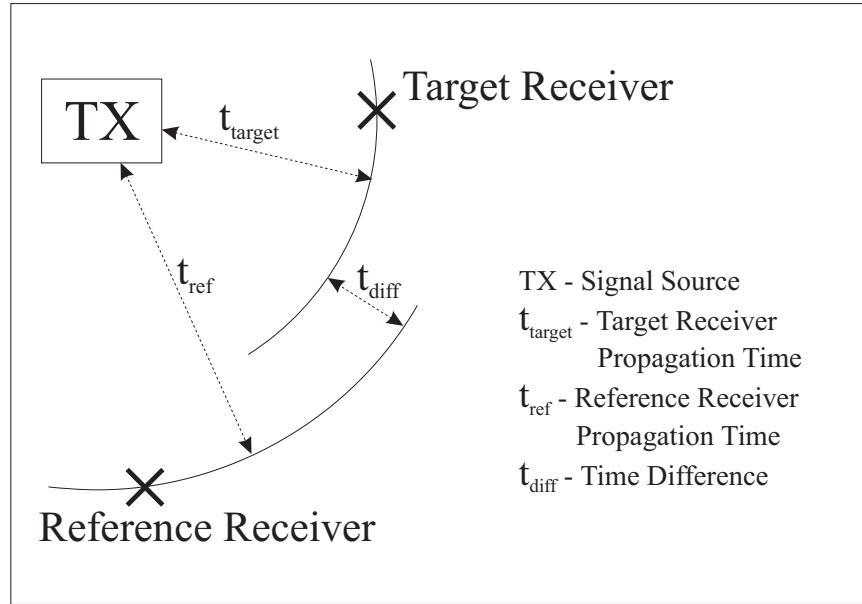 TX
Target Receiver
t_target
t_ref
t_diff
Reference Receiver
TX - Signal Source
t_target - Target Receiver
Propagation Time
t_ref - Reference Receiver
Propagation Time
t_diff - Time Difference